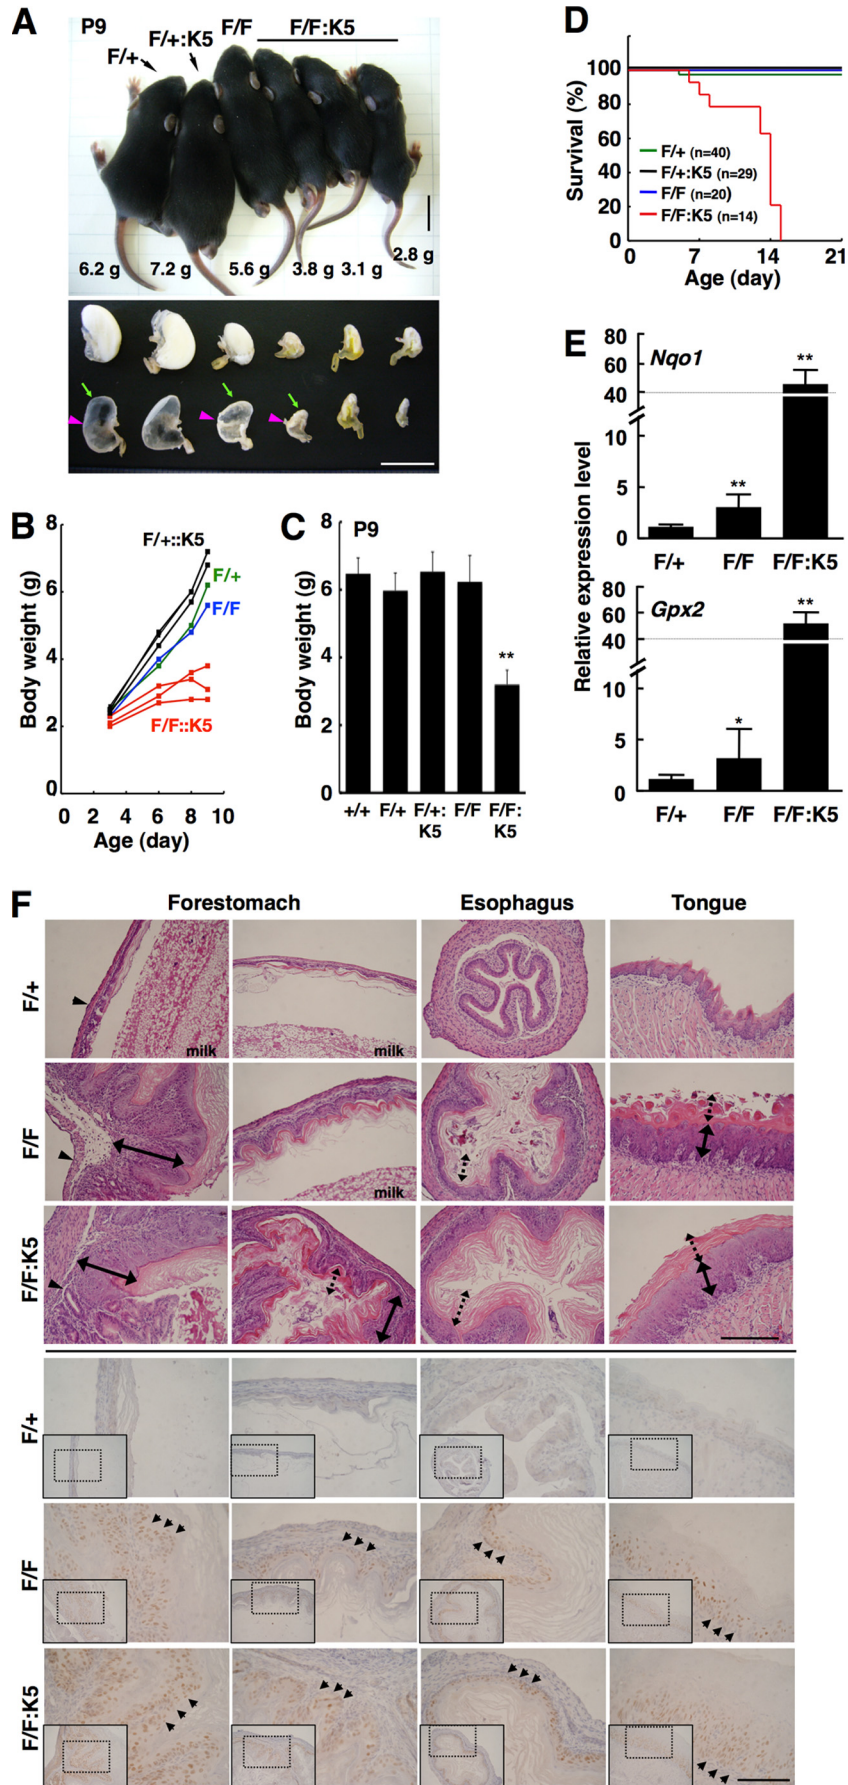 A
P9
F/+
F/+:K5
F/F
F/F:K5
6.2 g
7.2 g
5.6 g
3.8 g
3.1 g
2.8 g
B
Body weight (g)
8
6
4
2
0
F/+::K5
F/+
F/F
F/F::K5
0 2 4 6 8 10
Age (day)
C
P9
Body weight (g)
8
6
4
2
0
**
+/+ F/+ F/+: F/F F/F:
K5 K5
D
Survival (%)
100
80
60
40
20
0
F/+ (n=40)
F/+:K5 (n=29)
F/F (n=20)
F/F:K5 (n=14)
0 7 14 21
Age (day)
E
Relative expression level
Nqo1
80
60
40
10
5
0
**
**
F/+ F/F F/F:K5
Gpx2
80
60
40
10
5
0
*
**
F/+ F/F F/F:K5
F
Forestomach Esophagus Tongue
F/+
milk
milk
F/F
milk
F/F:K5
F/+
F/F
F/F:K5